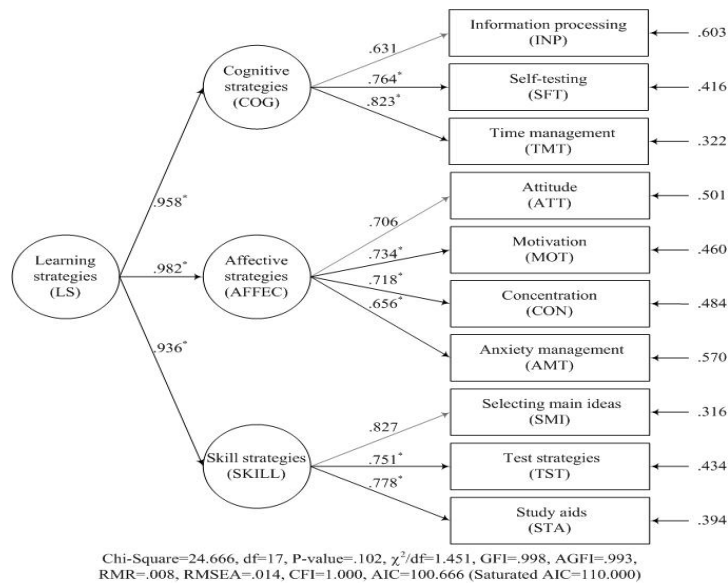 Information processing
(INP)
.603
.631
Cognitive
strategies
(COG)
.764*
Self-testing
(SFT)
.416
.823*
Time management
(TMT)
.322
.958*
Attitude
(ATT)
.501
.706
Learning
strategies
(LS)
.982*
Affective
strategies
(AFFEC)
.734*
Motivation
(MOT)
.460
.718*
Concentration
(CON)
.484
.656*
Anxiety management
(AMT)
.570
.936*
Selecting main ideas
(SMI)
.316
.827
Skill strategies
(SKILL)
.751*
Test strategies
(TST)
.434
.778*
Study aids
(STA)
.394
Chi-Square=24.666, df=17, P-value=.102, χ²/df=1.451, GFI=.998, AGFI=.993,
RMR=.008, RMSEA=.014, CFI=1.000, AIC=100.666 (Saturated AIC=110.000)